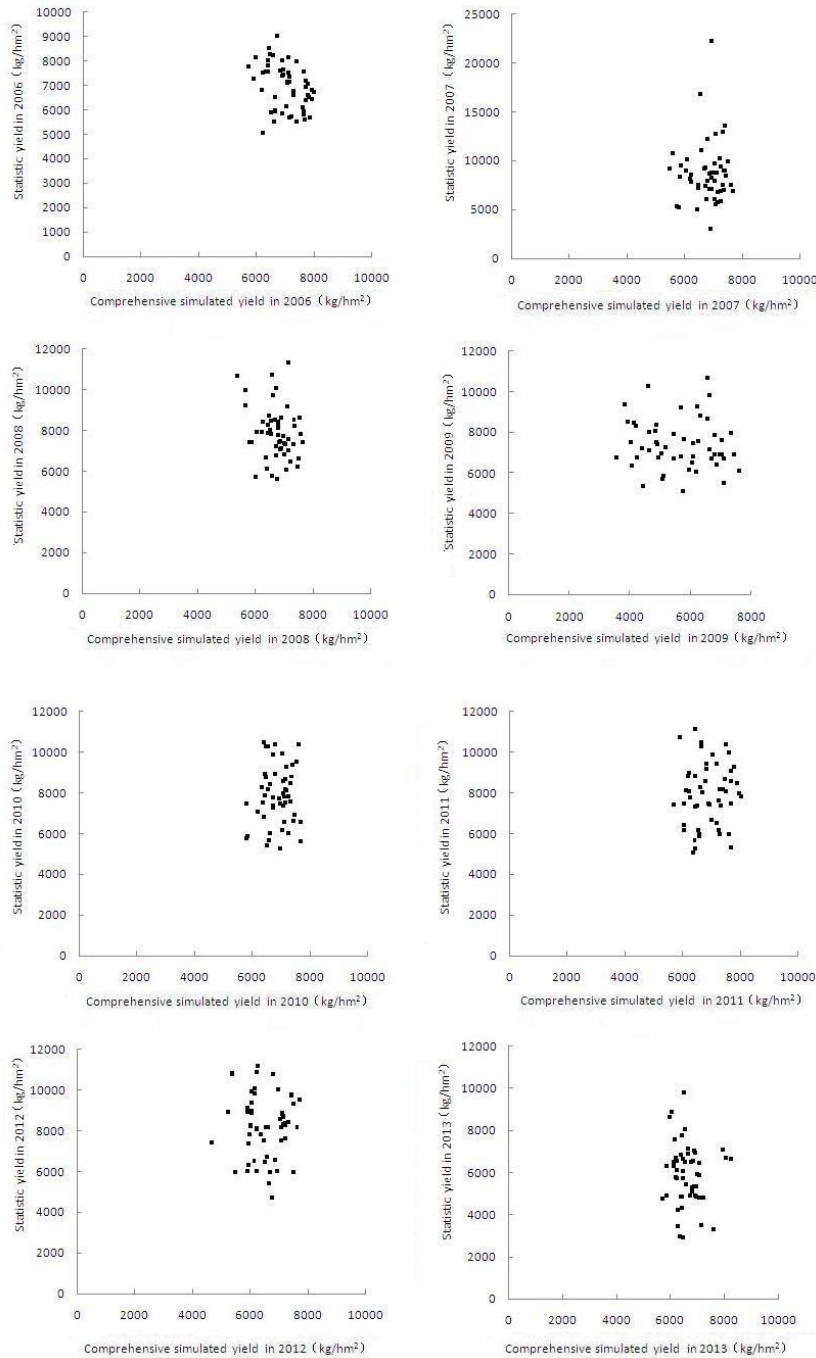 Statistic yield in 2006 (kg/hm²)
10000
9000
8000
7000
6000
5000
4000
3000
2000
1000
0
0 2000 4000 6000 8000 10000
Comprehensive simulated yield in 2006 (kg/hm²)
Statistic yield in 2007 (kg/hm²)
25000
20000
15000
10000
5000
0
0 2000 4000 6000 8000 10000
Comprehensive simulated yield in 2007 (kg/hm²)
Statistic yield in 2008 (kg/hm²)
12000
10000
8000
6000
4000
2000
0
0 2000 4000 6000 8000 10000
Comprehensive simulated yield in 2008 (kg/hm²)
Statistic yield in 2009 (kg/hm²)
12000
10000
8000
6000
4000
2000
0
0 2000 4000 6000 8000
Comprehensive simulated yield in 2009 (kg/hm²)
Statistic yield in 2010 (kg/hm²)
12000
10000
8000
6000
4000
2000
0
0 2000 4000 6000 8000 10000
Comprehensive simulated yield in 2010 (kg/hm²)
Statistic yield in 2011 (kg/hm²)
12000
10000
8000
6000
4000
2000
0
0 2000 4000 6000 8000 10000
Comprehensive simulated yield in 2011 (kg/hm²)
Statistic yield in 2012 (kg/hm²)
12000
10000
8000
6000
4000
2000
0
0 2000 4000 6000 8000 10000
Comprehensive simulated yield in 2012 (kg/hm²)
Statistic yield in 2013 (kg/hm²)
12000
10000
8000
6000
4000
2000
0
0 2000 4000 6000 8000 10000
Comprehensive simulated yield in 2013 (kg/hm²)